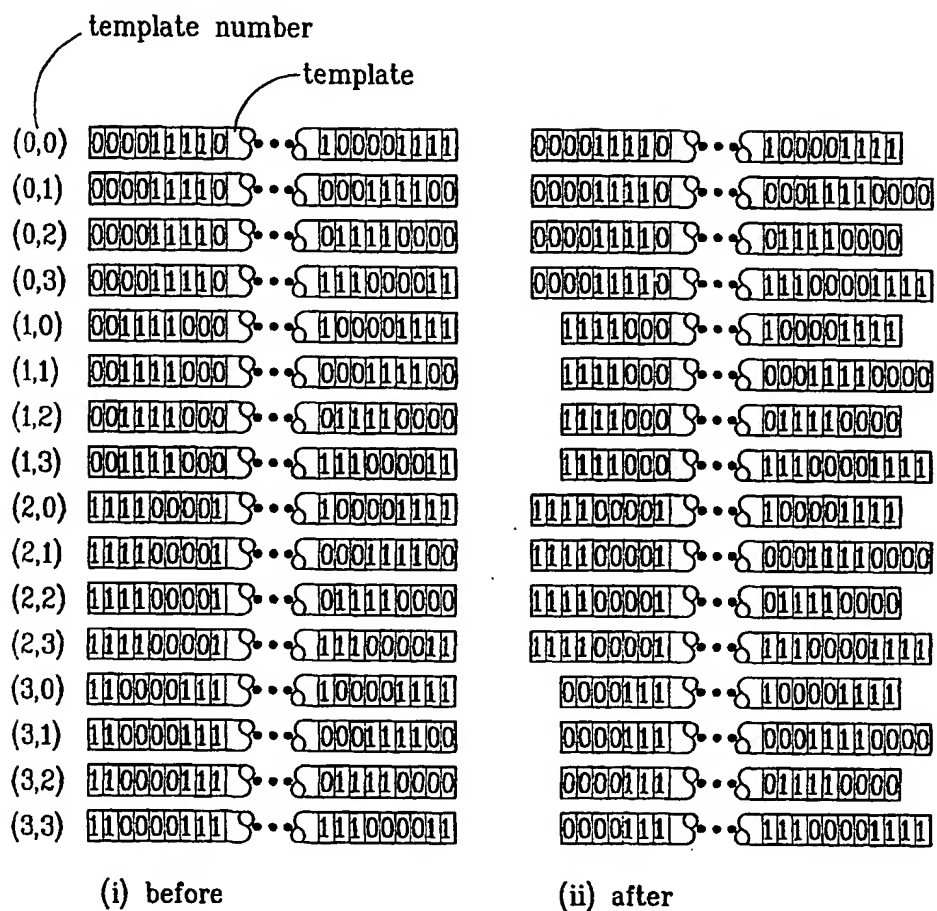 template number
template
(0,0) 000011110 ••• 100001111 000011110 ••• 100001111
(0,1) 000011110 ••• 000111100 000011110 ••• 00011110000
(0,2) 000011110 ••• 011110000 000011110 ••• 011110000
(0,3) 000011110 ••• 111000011 000011110 ••• 11100001111
(1,0) 001111000 ••• 100001111 1111000 ••• 100001111
(1,1) 001111000 ••• 000111100 1111000 ••• 00011110000
(1,2) 001111000 ••• 011110000 1111000 ••• 011110000
(1,3) 001111000 ••• 111000011 1111000 ••• 11100001111
(2,0) 111100001 ••• 100001111 111100001 ••• 100001111
(2,1) 111100001 ••• 000111100 111100001 ••• 00011110000
(2,2) 111100001 ••• 011110000 111100001 ••• 011110000
(2,3) 111100001 ••• 111000011 111100001 ••• 11100001111
(3,0) 110000111 ••• 100001111 0000111 ••• 100001111
(3,1) 110000111 ••• 000111100 0000111 ••• 00011110000
(3,2) 110000111 ••• 011110000 0000111 ••• 011110000
(3,3) 110000111 ••• 111000011 0000111 ••• 11100001111
(i) before (ii) after